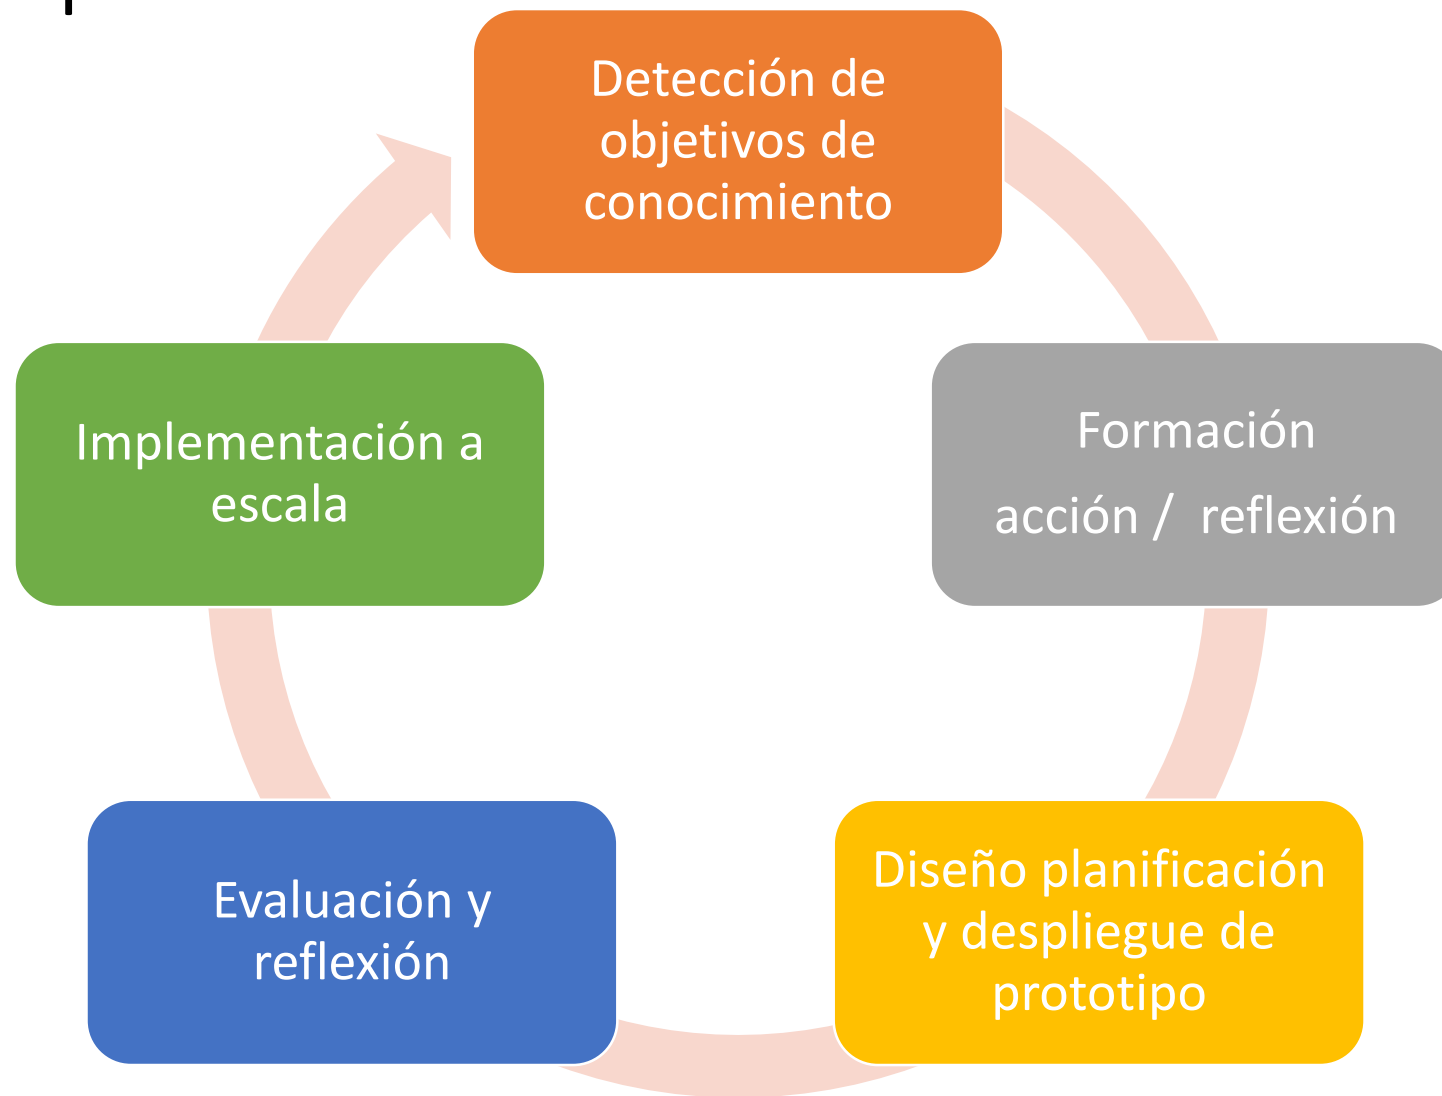 Detección de
objetivos de
conocimiento
Formación
acción / reflexión
Diseño planificación
y despliegue de
prototipo
Evaluación y
reflexión
Implementación a
escala